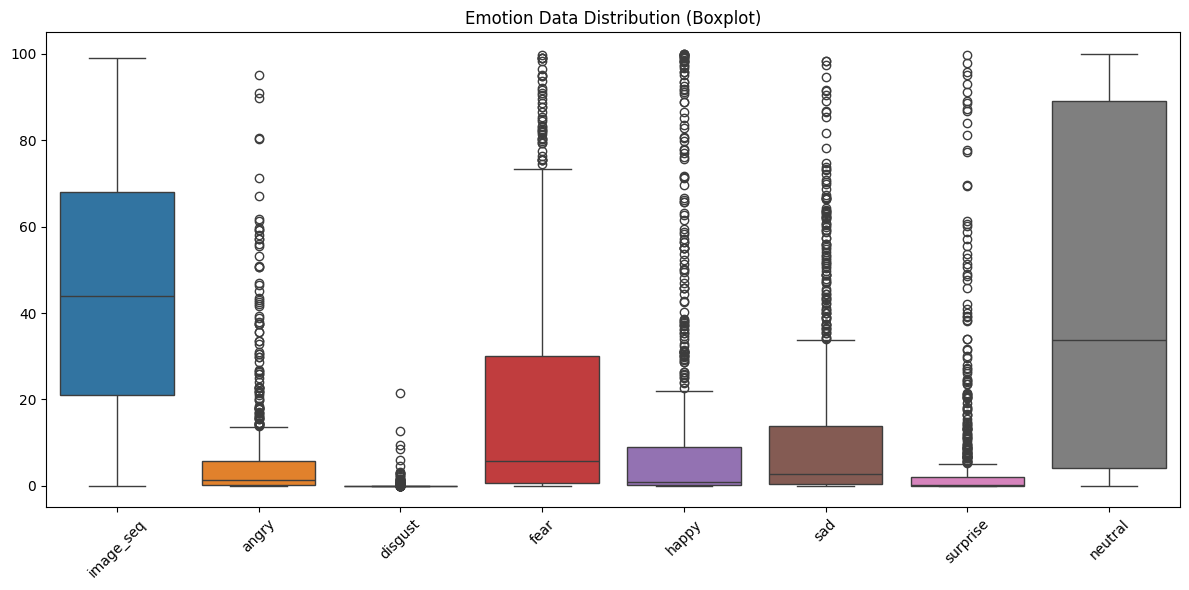 Emotion Data Distribution (Boxplot)
100
80
60
40
20
0
image_seq
angry
disgust
fear
happy
sad
surprise
neutral